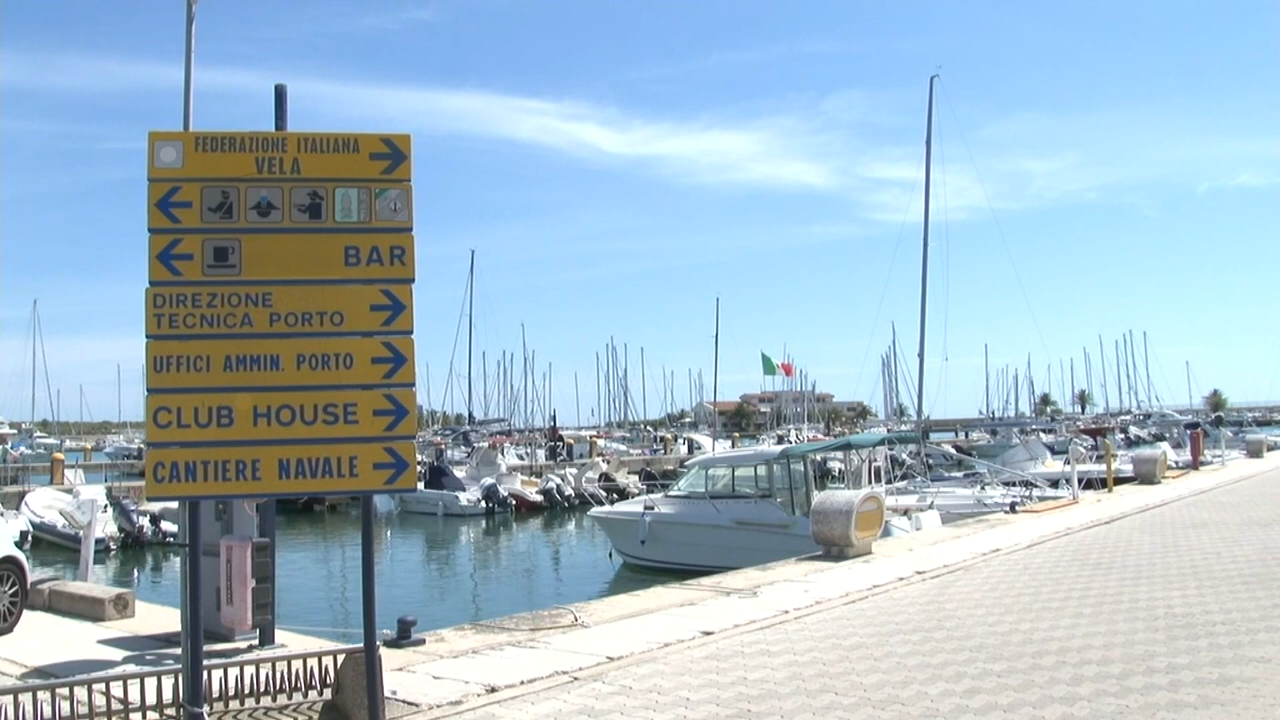 FEDERAZIONE ITALIANA
VELA
BAR
DIREZIONE
TECNICA PORTO
UFFICI AMMIN. PORTO
CLUB HOUSE
CANTIERE NAVALE